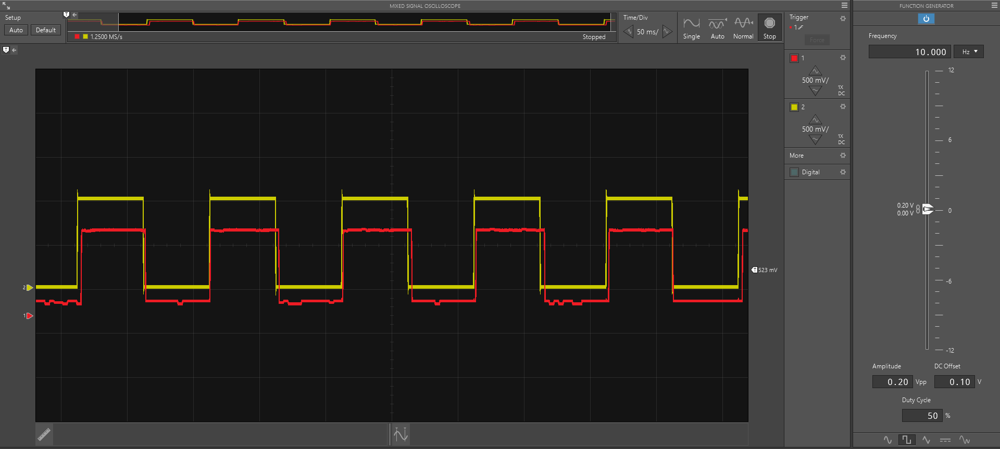 MIXED SIGNAL OSCILLOSCOPE
FUNCTION GENERATOR
Setup
Auto
Default
T
1.2500 MS/s
Stopped
Time/Div
50 ms/
Single
Auto
Normal
Stop
Trigger
1
Force
T
1
500 mV/
1X
DC
2
500 mV/
1X
DC
More
Digital
2
1
T 523 mV
Frequency
10.000
Hz
12
6
0.20 V
0.00 V
0
-6
-12
Amplitude
DC Offset
0.20 Vpp
0.10 V
Duty Cycle
50 %